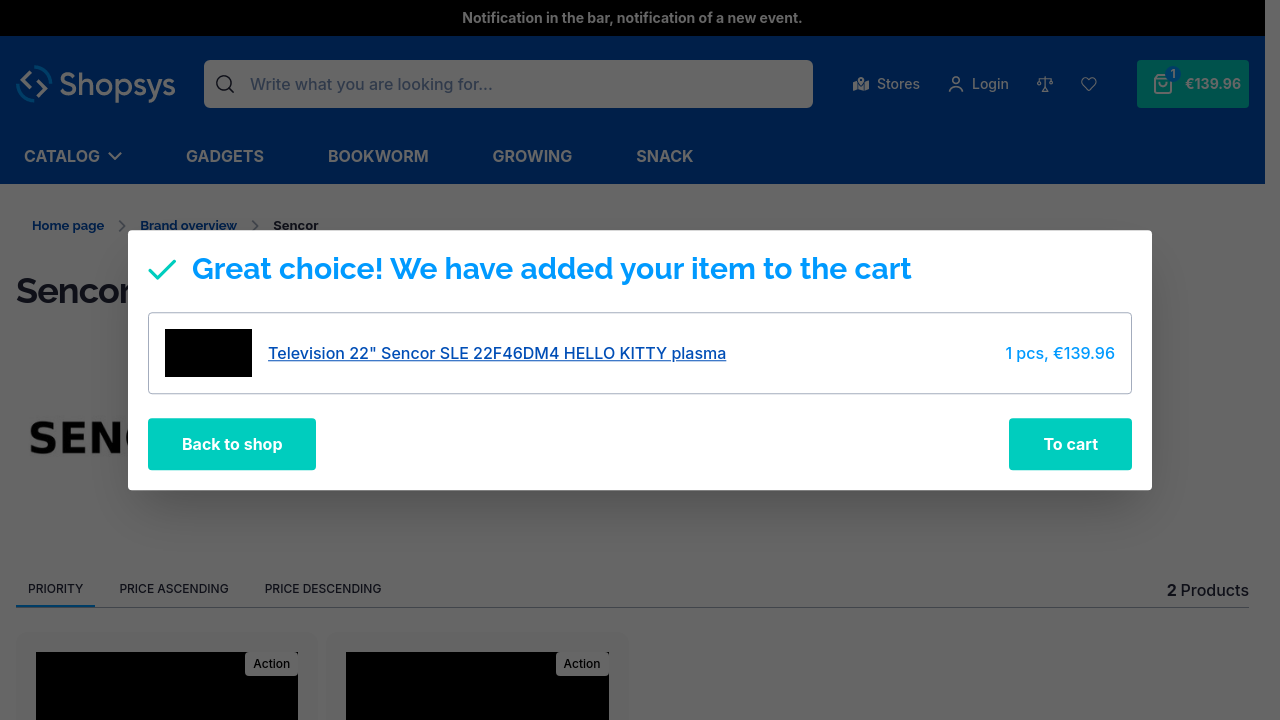 Notification in the bar, notification of a new event.
Shopsys
Write what you are looking for...
Stores
Login
1
€139.96
CATALOG
GADGETS
BOOKWORM
GROWING
SNACK
Home page
Brand overview
Sencor
Sencor
Great choice! We have added your item to the cart
Television 22" Sencor SLE 22F46DM4 HELLO KITTY plasma
1 pcs, €139.96
Back to shop
To cart
PRIORITY
PRICE ASCENDING
PRICE DESCENDING
2 Products
Action
Action